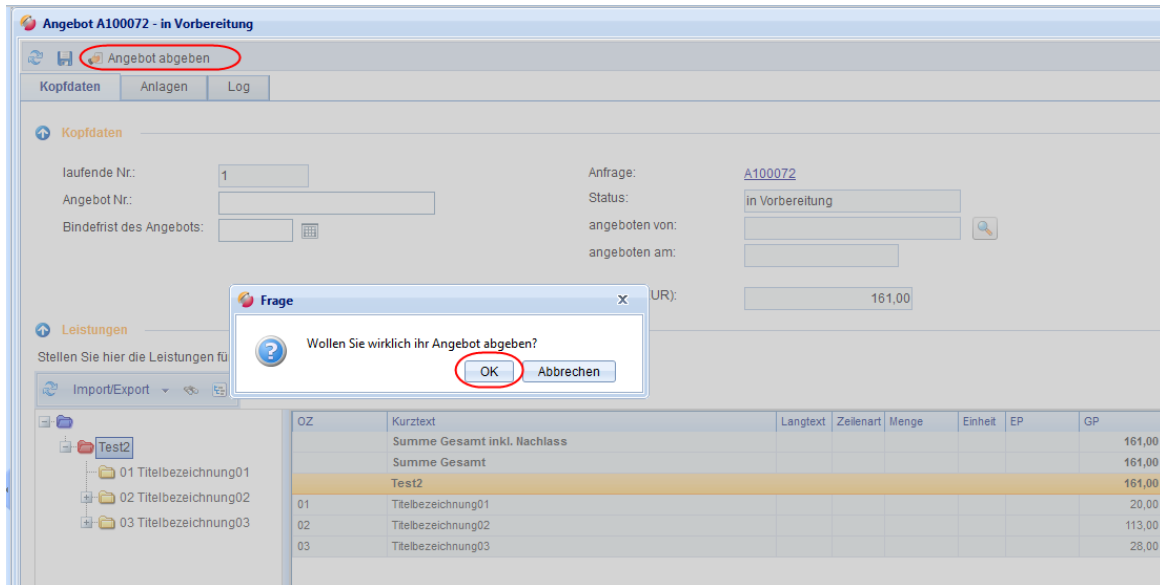 Angebot A100072 - in Vorbereitung
Angebot abgeben
Kopfdaten Anlagen Log
Kopfdaten
laufende Nr.: 1 Anfrage: A100072
Angebot Nr.: Status: in Vorbereitung
Bindefrist des Angebots: angeboten von:
angeboten am:
Frage X UR): 161,00
Leistungen
Wollen Sie wirklich ihr Angebot abgeben?
Stellen Sie hier die Leistungen fü
OK Abbrechen
Import/Export
OZ Kurztext Langtext Zeilenart Menge Einheit EP GP
Summe Gesamt inkl. Nachlass 161,00
Test2
Summe Gesamt 161,00
01 Titelbezeichnung01
Test2 161,00
02 Titelbezeichnung02
01 Titelbezeichnung01 20,00
03 Titelbezeichnung03
02 Titelbezeichnung02 113,00
03 Titelbezeichnung03 28,00